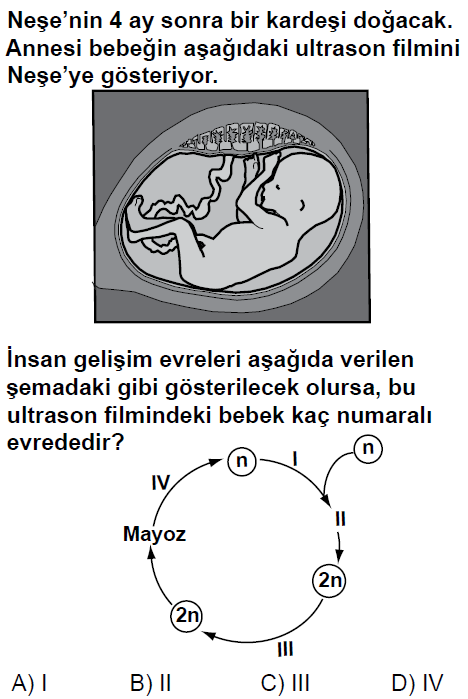 Neşe'nin 4 ay sonra bir kardeşi doğacak.
Annesi bebeğin aşağıdaki ultrason filmini
Neşe'ye gösteriyor.
İnsan gelişim evreleri aşağıda verilen
şemadaki gibi gösterilecek olursa, bu
ultrason filmindeki bebek kaç numaralı
evrededir?
n
I
n
IV
II
Mayoz
2n
2n
III
A) I B) II C) III D) IV